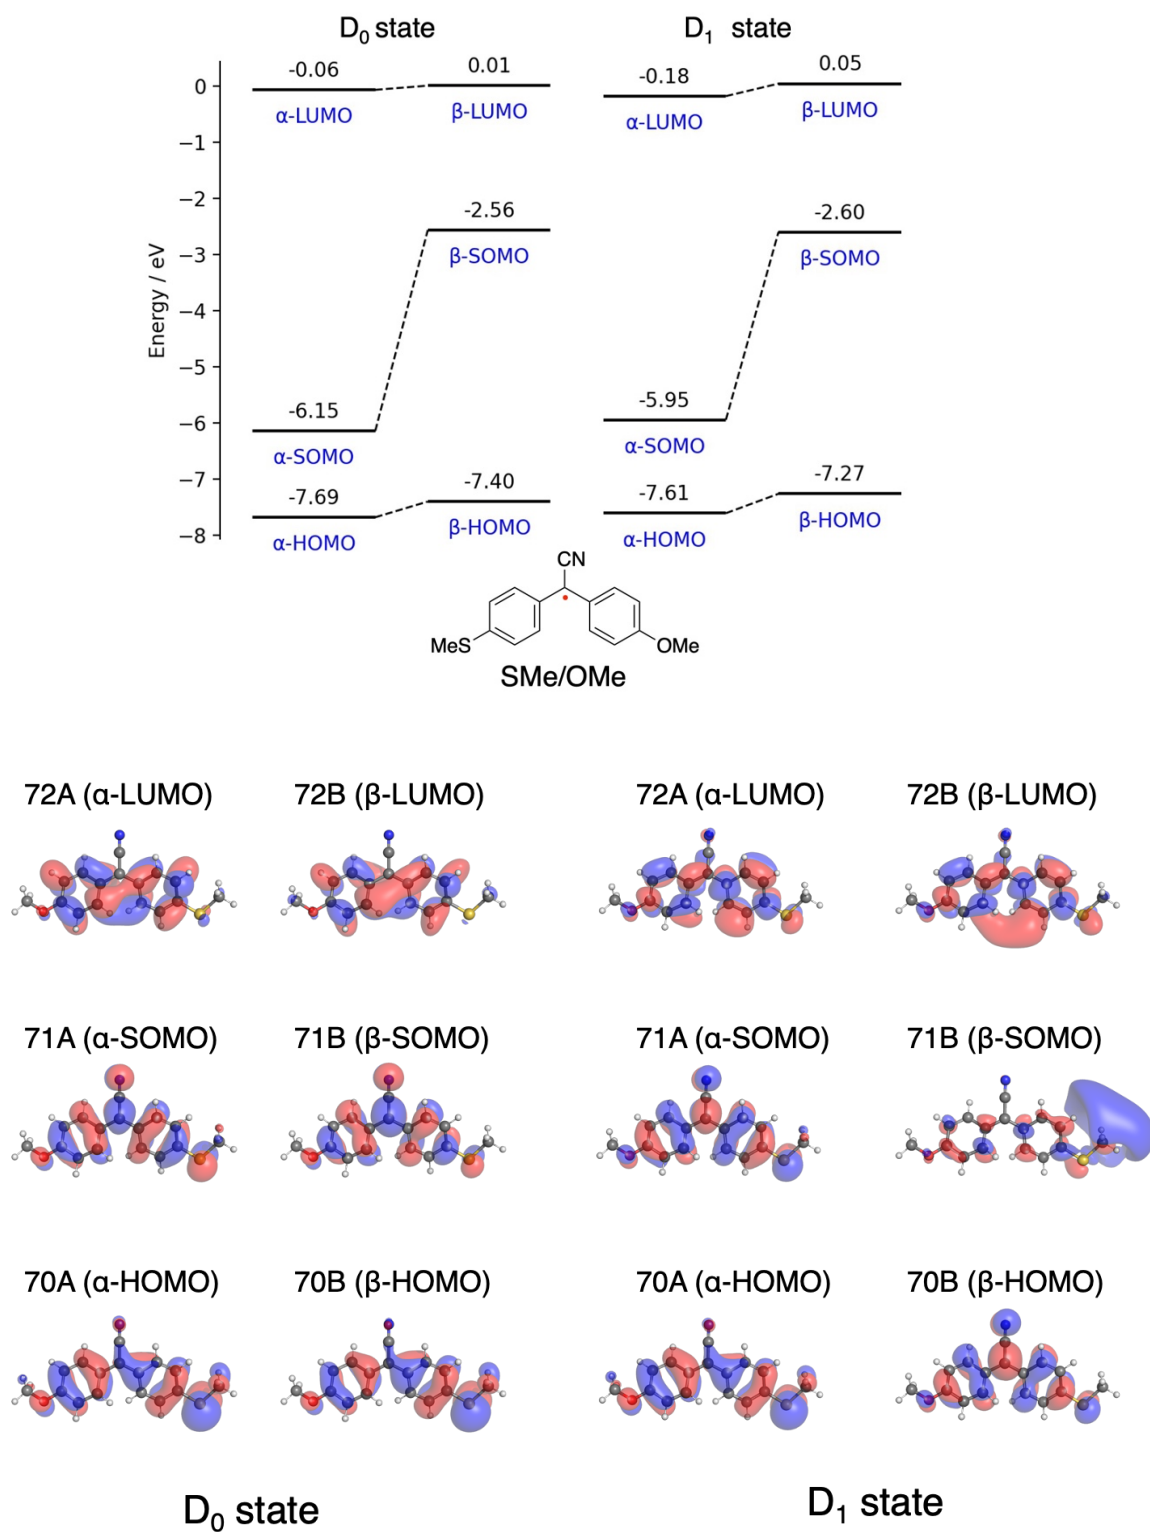 D₀ state D₁ state
-0.06 0.01 -0.18 0.05
0
α-LUMO β-LUMO α-LUMO β-LUMO
−1
−2
-2.56 -2.60
−3
β-SOMO β-SOMO
Energy / eV
−4
−5
-6.15 -5.95
−6
α-SOMO α-SOMO
−7
-7.69 -7.40 -7.61 -7.27
α-HOMO β-HOMO α-HOMO β-HOMO
−8
CN
MeS OMe
SMe/OMe
72A (α-LUMO) 72B (β-LUMO) 72A (α-LUMO) 72B (β-LUMO)
71A (α-SOMO) 71B (β-SOMO) 71A (α-SOMO) 71B (β-SOMO)
70A (α-HOMO) 70B (β-HOMO) 70A (α-HOMO) 70B (β-HOMO)
D₀ state D₁ state